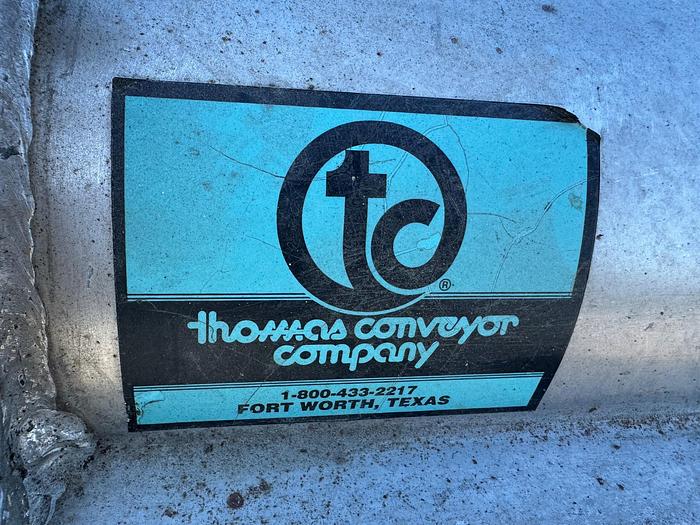 tc ®
thomas conveyor
company
1-800-433-2217
FORT WORTH, TEXAS